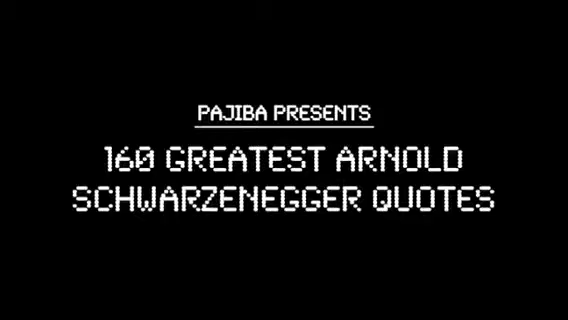 PAJIBA PRESENTS
160 GREATEST ARNOLD
SCHWARZENEGGER QUOTES